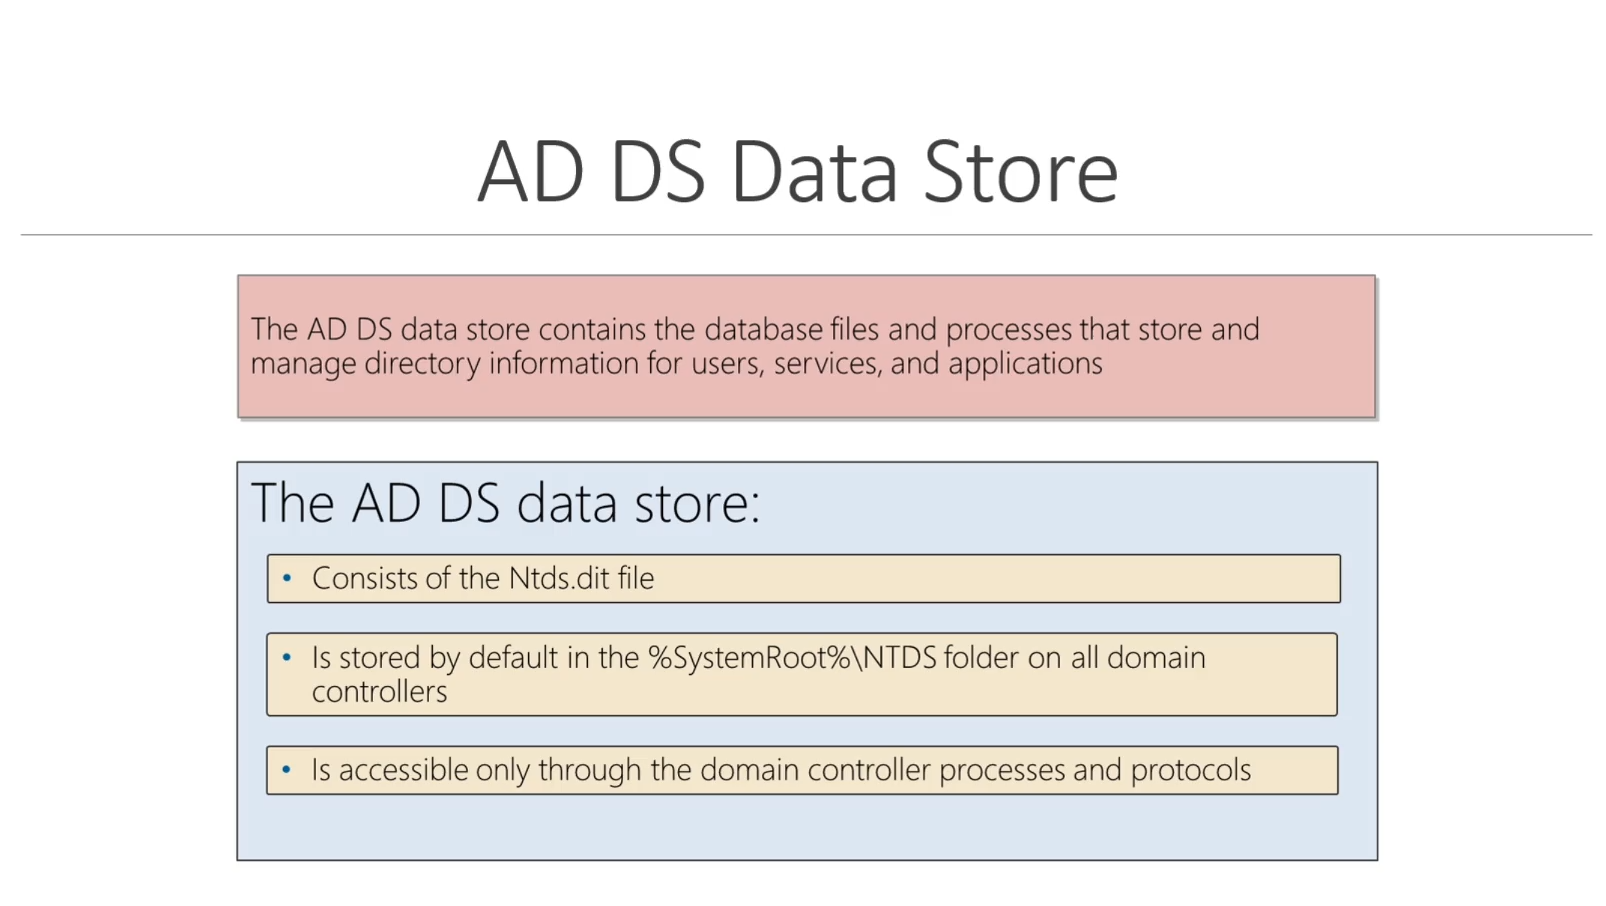 AD DS Data Store
The AD DS data store contains the database files and processes that store and
manage directory information for users, services, and applications
The AD DS data store:
• Consists of the Ntds.dit file
• Is stored by default in the %SystemRoot%\NTDS folder on all domain
controllers
• Is accessible only through the domain controller processes and protocols